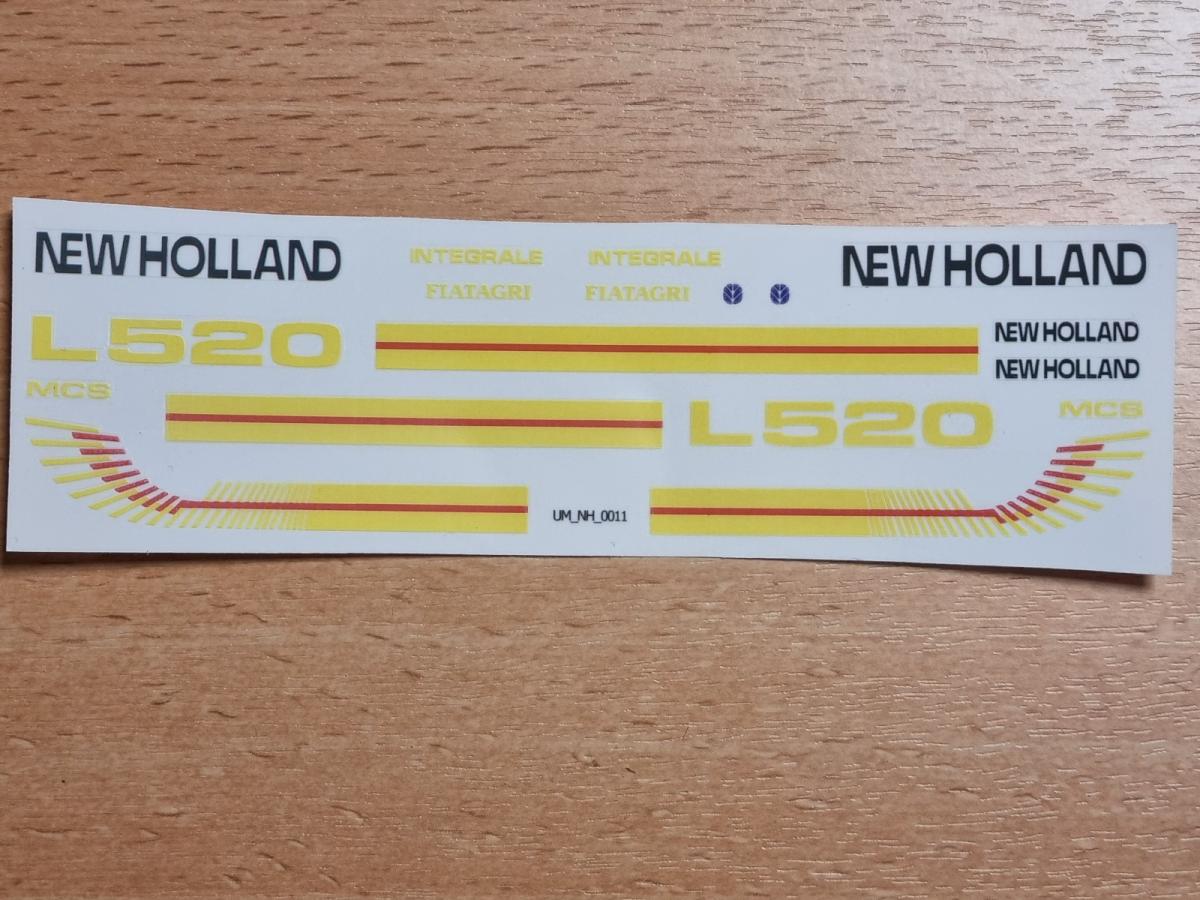 NEW HOLLAND
INTEGRALE
INTEGRALE
NEW HOLLAND
FIATAGRI
FIATAGRI
L520
NEW HOLLAND
NEW HOLLAND
MCS
L520
MCS
UM_NH_0011